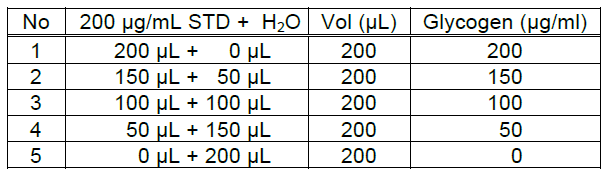 No 200 µg/mL STD + H₂O Vol (µL) Glycogen (µg/ml)
1 200 µL + 0 µL 200 200
2 150 µL + 50 µL 200 150
3 100 µL + 100 µL 200 100
4 50 µL + 150 µL 200 50
5 0 µL + 200 µL 200 0